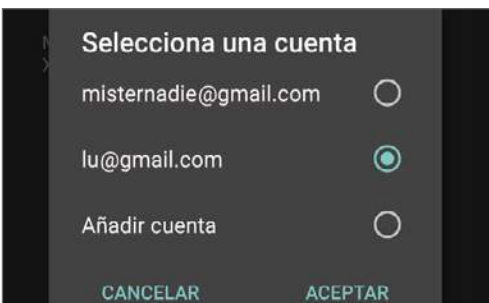 Selecciona una cuenta
misternadie@gmail.com
lu@gmail.com
Añadir cuenta
CANCELAR ACEPTAR